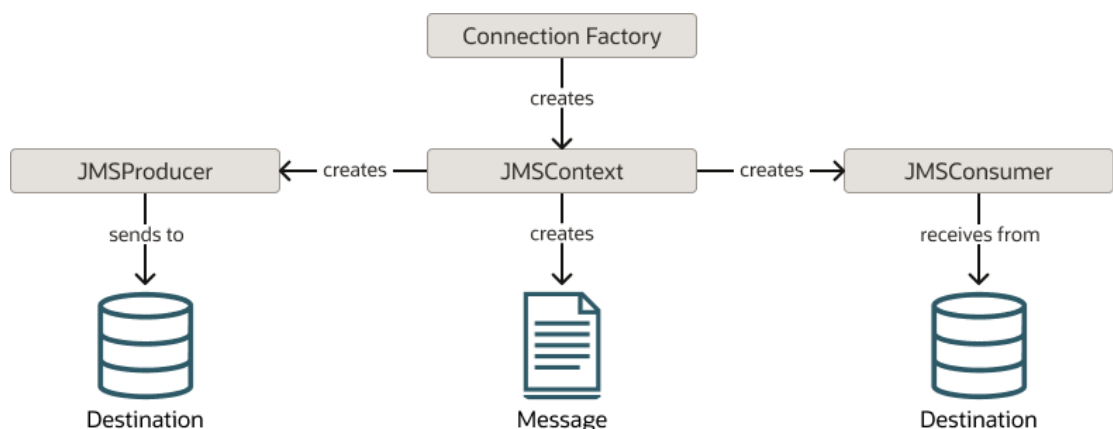 Connection Factory
creates
JMSProducer
creates
JMSContext
creates
JMSConsumer
sends to
creates
receives from
Destination
Message
Destination